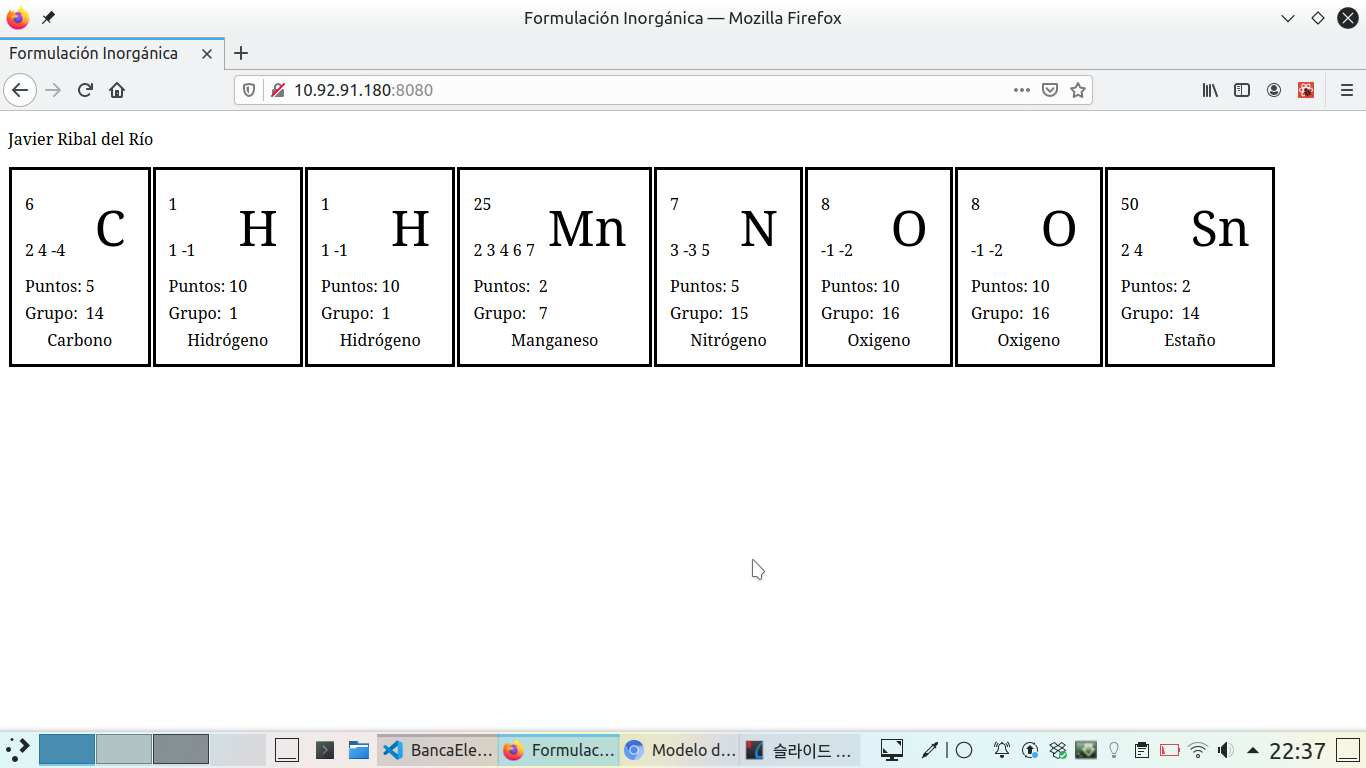 Formulación Inorgánica — Mozilla Firefox
Formulación Inorgánica
10.92.91.180:8080
Javier Ribal del Río
6
C
2 4 -4
Puntos: 5
Grupo: 14
Carbono
1
H
1 -1
Puntos: 10
Grupo: 1
Hidrógeno
1
H
1 -1
Puntos: 10
Grupo: 1
Hidrógeno
25
Mn
2 3 4 6 7
Puntos: 2
Grupo: 7
Manganeso
7
N
3 -3 5
Puntos: 5
Grupo: 15
Nitrógeno
8
O
-1 -2
Puntos: 10
Grupo: 16
Oxigeno
8
O
-1 -2
Puntos: 10
Grupo: 16
Oxigeno
50
Sn
2 4
Puntos: 2
Grupo: 14
Estaño
BancaEle…
Formulac…
Modelo d…
슬라이드 …
22:37